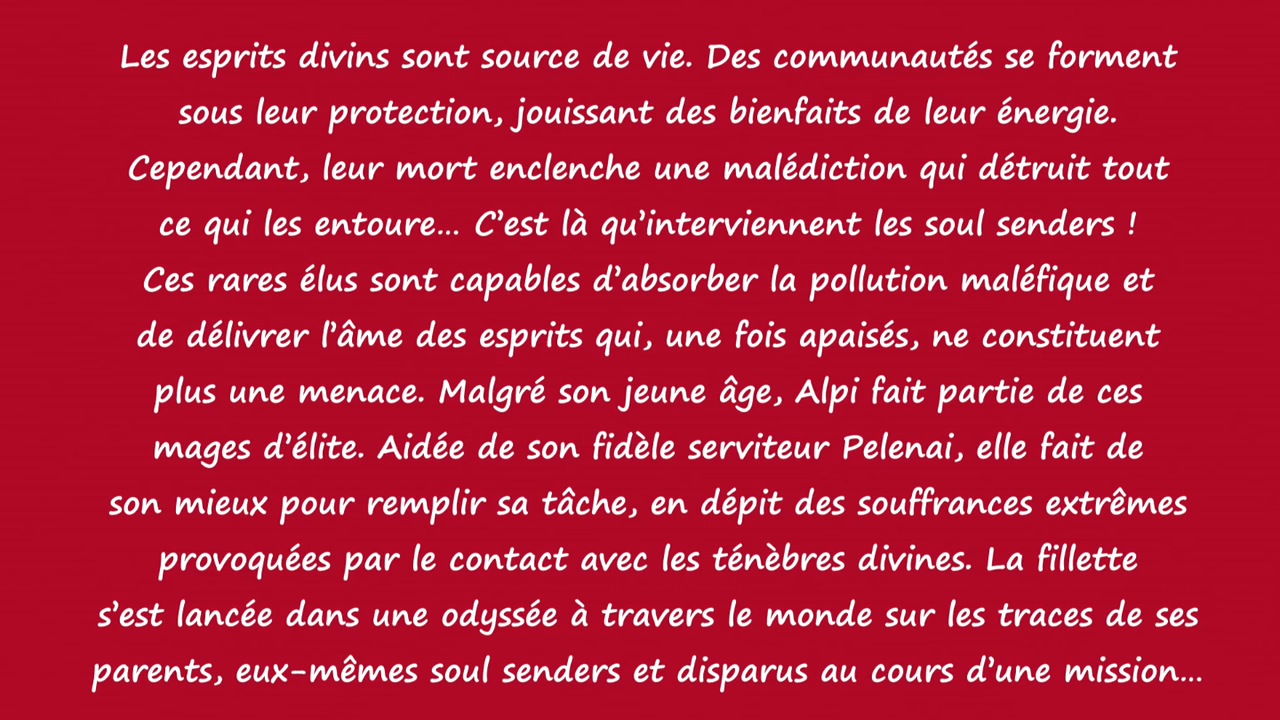 Les esprits divins sont source de vie. Des communautés se forment
sous leur protection, jouissant des bienfaits de leur énergie.
Cependant, leur mort enclenche une malédiction qui détruit tout
ce qui les entoure... C’est là qu’interviennent les soul senders !
Ces rares élus sont capables d’absorber la pollution maléfique et
de délivrer l’âme des esprits qui, une fois apaisés, ne constituent
plus une menace. Malgré son jeune âge, Alpi fait partie de ces
mages d’élite. Aidée de son fidèle serviteur Pelenai, elle fait de
son mieux pour remplir sa tâche, en dépit des souffrances extrêmes
provoquées par le contact avec les ténèbres divines. La fillette
s’est lancée dans une odyssée à travers le monde sur les traces de ses
parents, eux-mêmes soul senders et disparus au cours d’une mission...